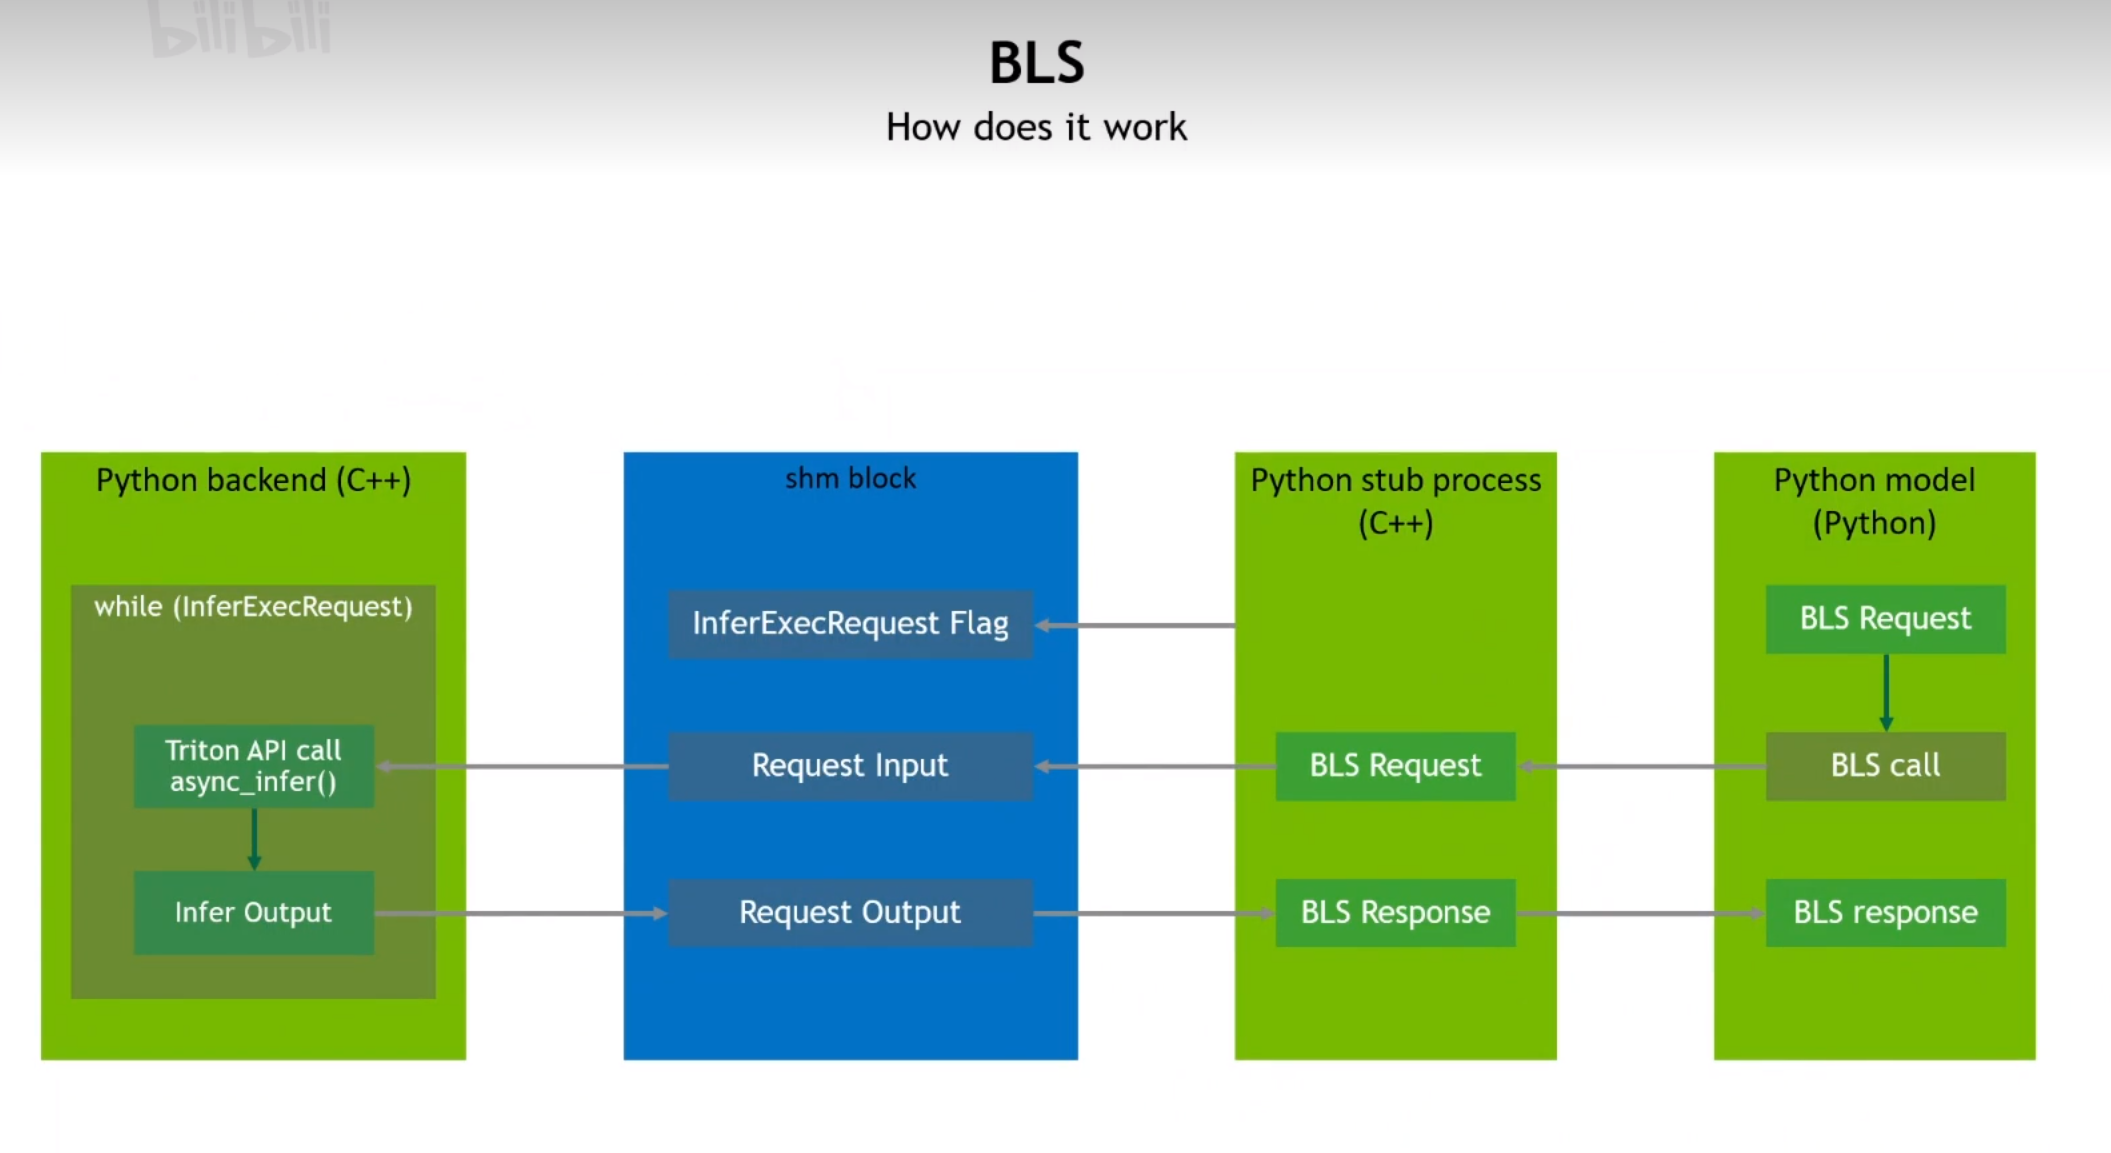 bilibili
BLS
How does it work
Python backend (C++)
while (InferExecRequest)
Triton API call
async_infer()
Infer Output
shm block
InferExecRequest Flag
Request Input
Request Output
Python stub process
(C++)
BLS Request
BLS Response
Python model
(Python)
BLS Request
BLS call
BLS response